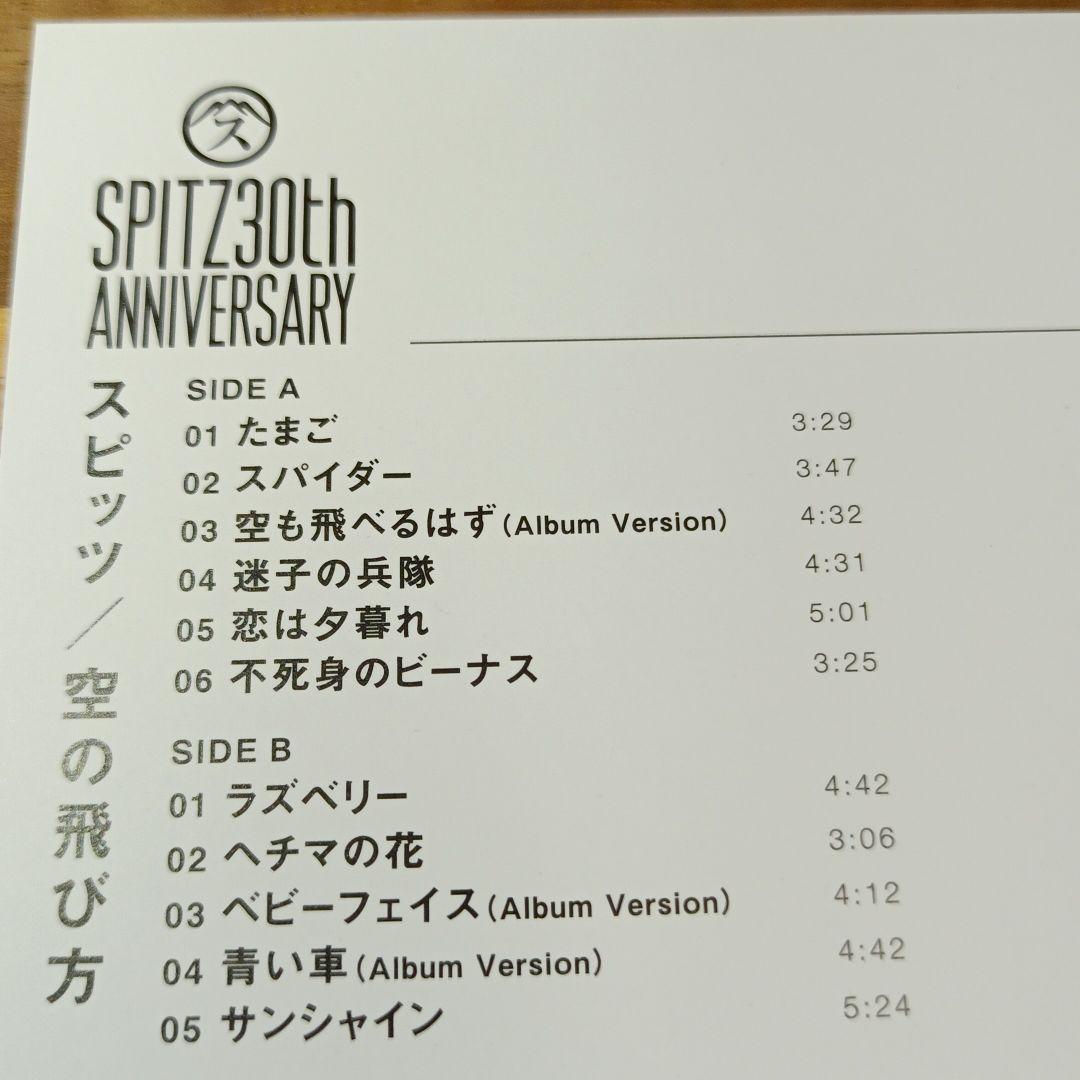 ス
SPITZ30th
ANNIVERSARY
スピッツ／空の飛び方
SIDE A
01 たまご 3:29
02 スパイダー 3:47
03 空も飛べるはず(Album Version) 4:32
04 迷子の兵隊 4:31
05 恋は夕暮れ 5:01
06 不死身のビーナス 3:25
SIDE B
01 ラズベリー 4:42
02 ヘチマの花 3:06
03 ベビーフェイス(Album Version) 4:12
04 青い車(Album Version) 4:42
05 サンシャイン 5:24